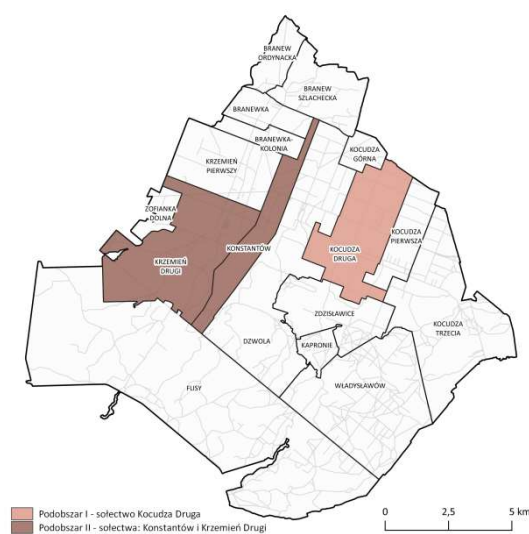 BRANEW
ORDYNACKA
BRANEW
SZLACHECKA
BRANEWKA
BRANEWKA-
KOLONIA
KOCUDZA
GÓRNA
KRZEMIEŃ
PIERWSZY
ZOFIANKA
DOLNA
KOCUDZA
PIERWSZA
KONSTANTÓW
KOCUDZA
DRUGA
KRZEMIEŃ
DRUGI
ZDZISŁAWICE
DZWOLA
KAPRONIE
KOCUDZA
TRZECIA
FUSY
WŁADYSŁAWÓW
Podobszar I - sołectwo Kocudza Druga
Podobszar II - sołectwa: Konstantów i Krzemień Drugi
0 2,5 5 km